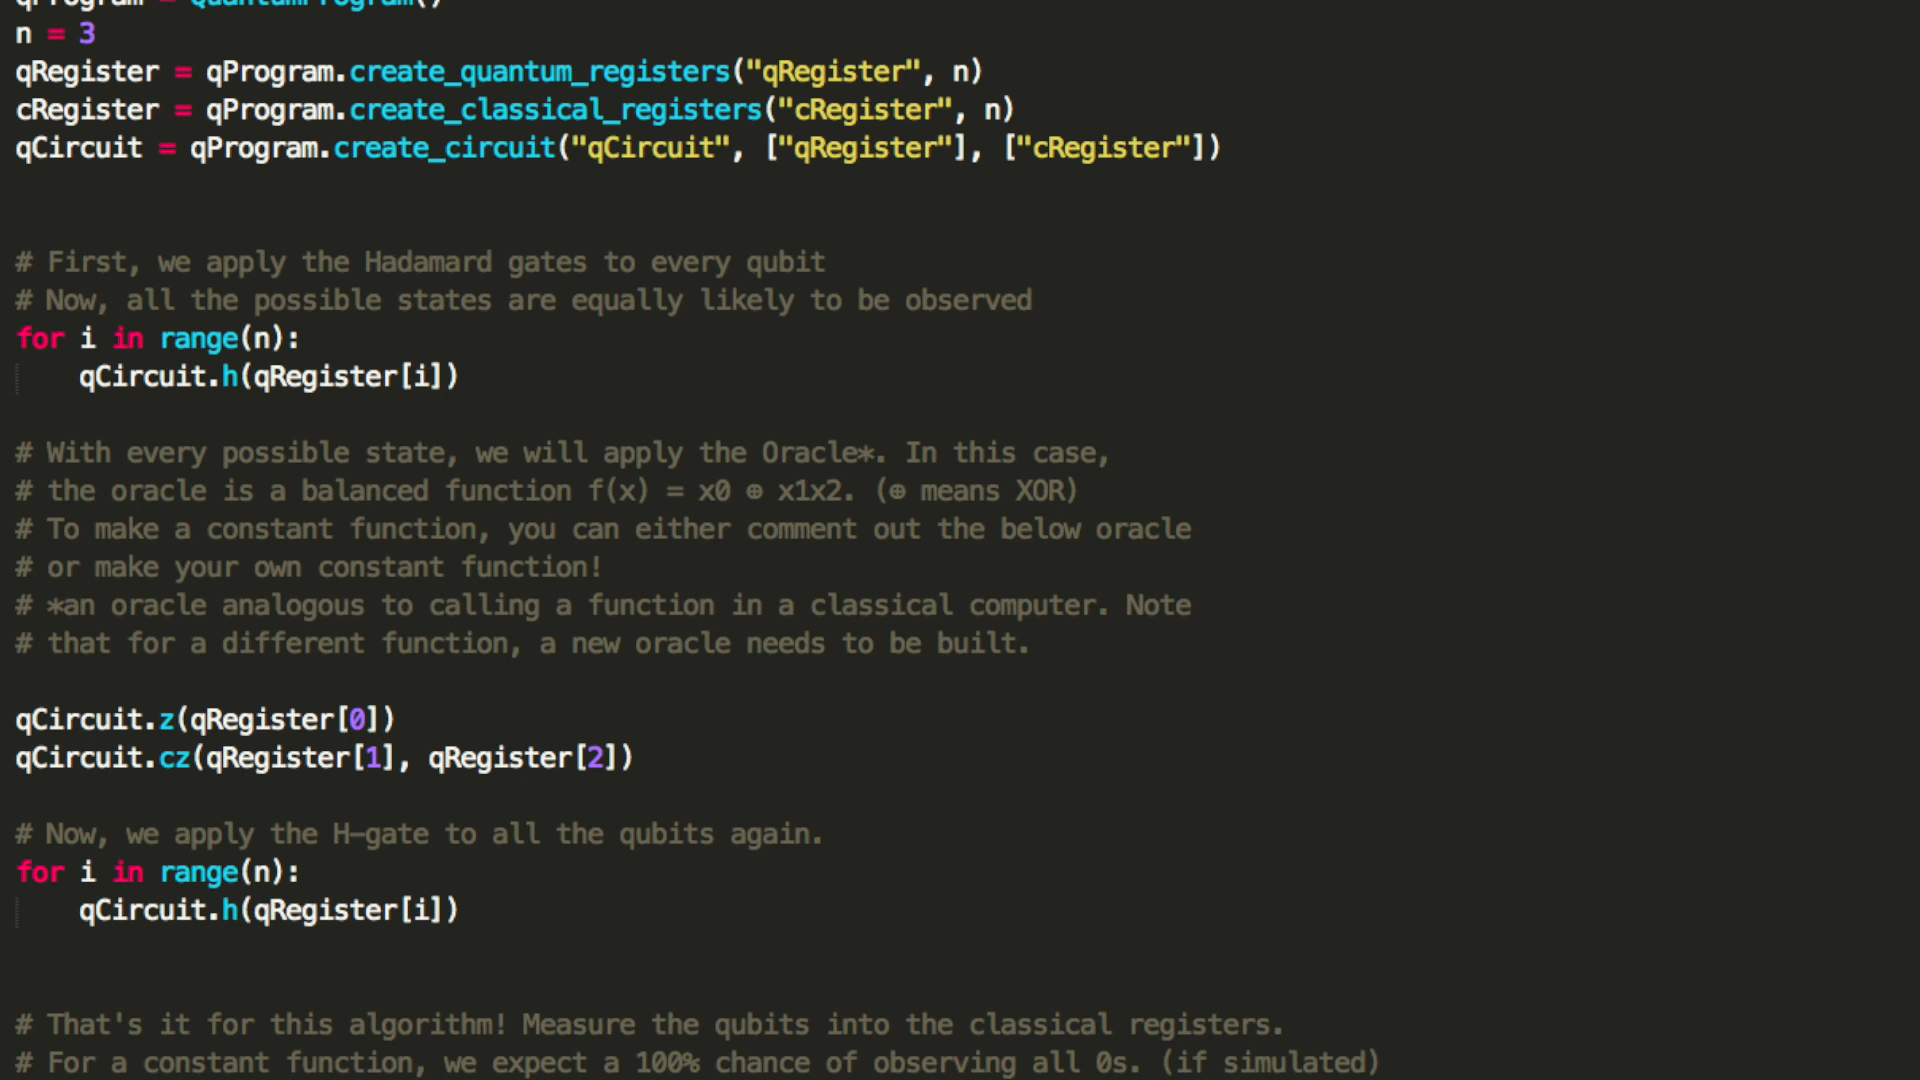 qProgram = QuantumProgram()
n = 3
qRegister = qProgram.create_quantum_registers("qRegister", n)
cRegister = qProgram.create_classical_registers("cRegister", n)
qCircuit = qProgram.create_circuit("qCircuit", ["qRegister"], ["cRegister"])
# First, we apply the Hadamard gates to every qubit
# Now, all the possible states are equally likely to be observed
for i in range(n):
    qCircuit.h(qRegister[i])
# With every possible state, we will apply the Oracle*. In this case,
# the oracle is a balanced function f(x) = x0 ⊕ x1x2. (⊕ means XOR)
# To make a constant function, you can either comment out the below oracle
# or make your own constant function!
# *an oracle analogous to calling a function in a classical computer. Note
# that for a different function, a new oracle needs to be built.
qCircuit.z(qRegister[0])
qCircuit.cz(qRegister[1], qRegister[2])
# Now, we apply the H-gate to all the qubits again.
for i in range(n):
    qCircuit.h(qRegister[i])
# That's it for this algorithm! Measure the qubits into the classical registers.
# For a constant function, we expect a 100% chance of observing all 0s. (if simulated)